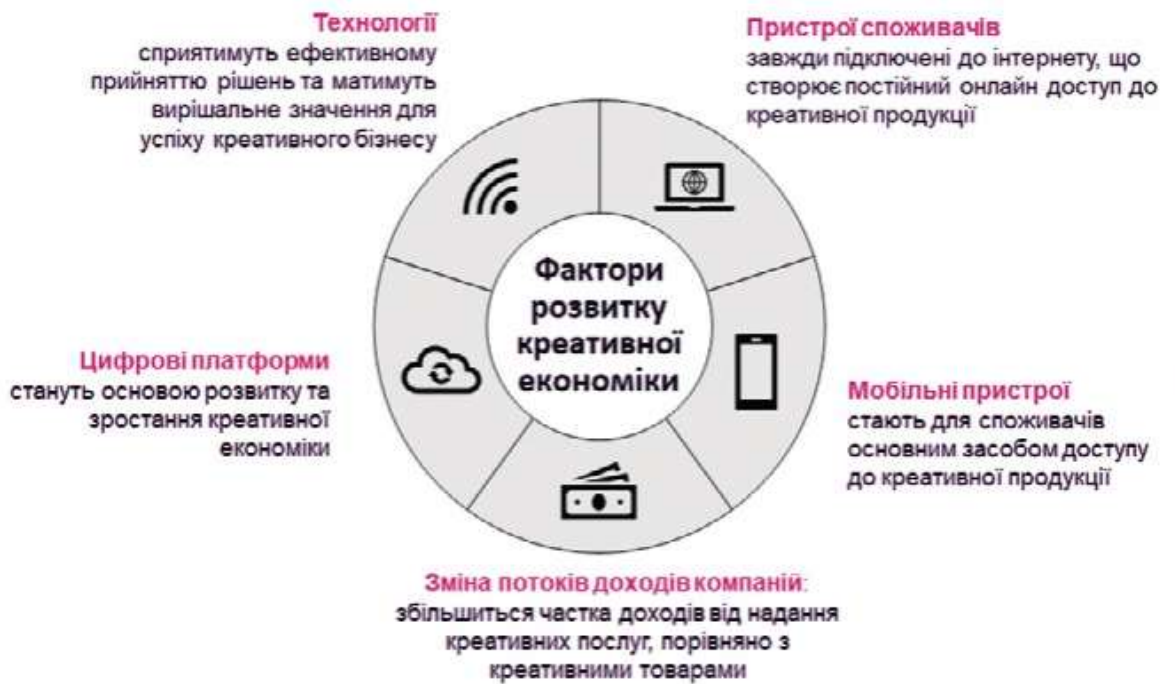 Технології
сприятимуть ефективному
прийняттю рішень та матимуть
вирішальне значення для
успіху креативного бізнесу
Пристрої споживачів
завжди підключені до інтернету, що
створює постійний онлайн доступ до
креативної продукції
Фактори
розвитку
креативної
економіки
Цифрові платформи
стануть основою розвитку та
зростання креативної
економіки
Мобільні пристрої
стають для споживачів
основним засобом доступу
до креативної продукції
Зміна потоків доходів компаній:
збільшиться частка доходів від надання
креативних послуг, порівняно з
креативними товарами